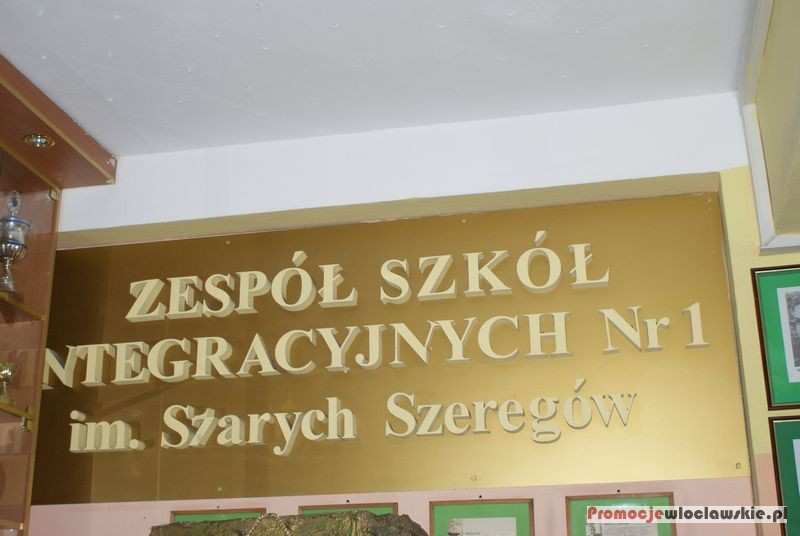 ZESPÓŁ SZKÓŁ
NTEGRACYJNYCH Nr 1
im. Szarych Szeregów
Promocjewloclawskie.pl